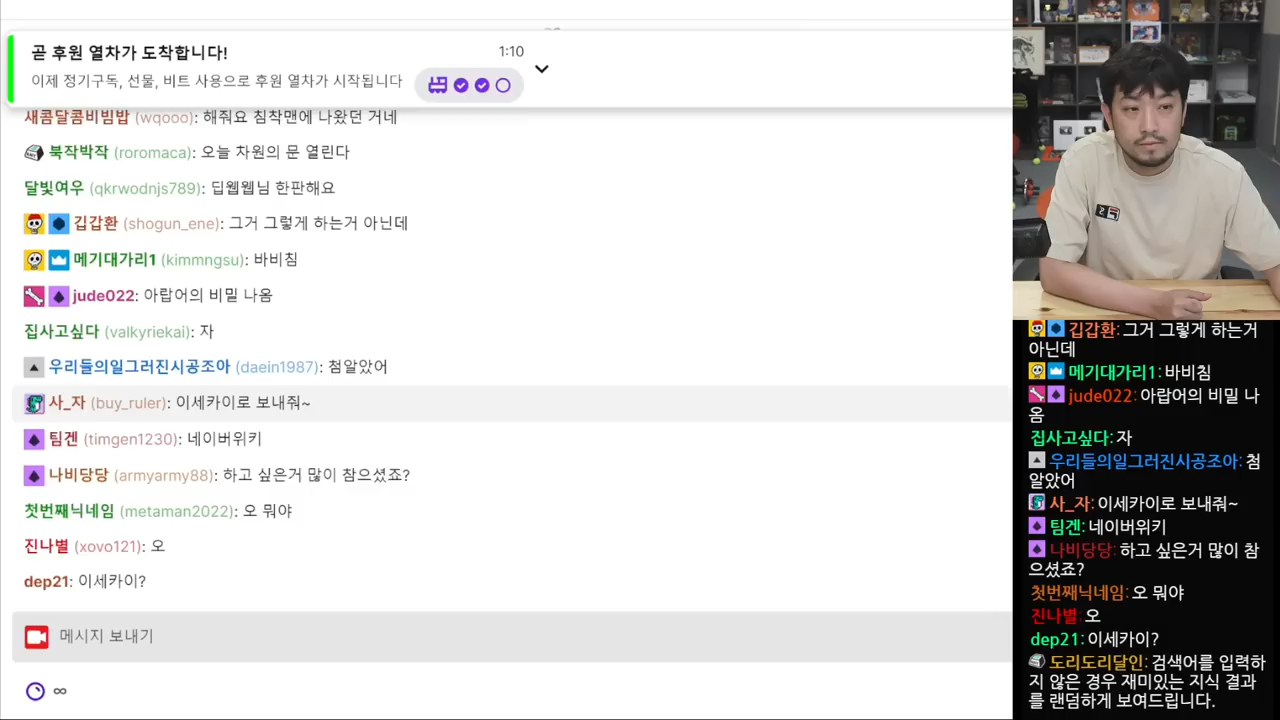 곧 후원 열차가 도착합니다!
1:10
이제 정기구독, 선물, 비트 사용으로 후원 열차가 시작됩니다
새콤달콤비빔밥 (wqooo): 해줘요 침착맨에 나왔던 거네
북작박작 (roromaca): 오늘 차원의 문 열린다
달빛여우 (qkrwodnjs789): 딥웹웹님 한판해요
김갑환 (shogun_ene): 그거 그렇게 하는거 아닌데
메기대가리1 (kimmngsu): 바비침
jude022: 아랍어의 비밀 나옴
집사고싶다 (valkyriekai): 자
우리들의일그러진시공조아 (daein1987): 첨알았어
사_자 (buy_ruler): 이세카이로 보내줘~
팀겐 (timgen1230): 네이버위키
나비당당 (armyarmy88): 하고 싶은거 많이 참으셨죠?
첫번째닉네임 (metaman2022): 오 뭐야
진나별 (xovo121): 오
dep21: 이세카이?
메시지 보내기
∞
김갑환: 그거 그렇게 하는거
아닌데
메기대가리1: 바비침
jude022: 아랍어의 비밀 나
옴
집사고싶다: 자
우리들의일그러진시공조아: 첨
알았어
사_자: 이세카이로 보내줘~
팀겐: 네이버위키
나비당당: 하고 싶은거 많이 참
으셨죠?
첫번째닉네임: 오 뭐야
진나별: 오
dep21: 이세카이?
도리도리달인: 검색어를 입력하
지 않은 경우 재미있는 지식 결과
를 랜덤하게 보여드립니다.